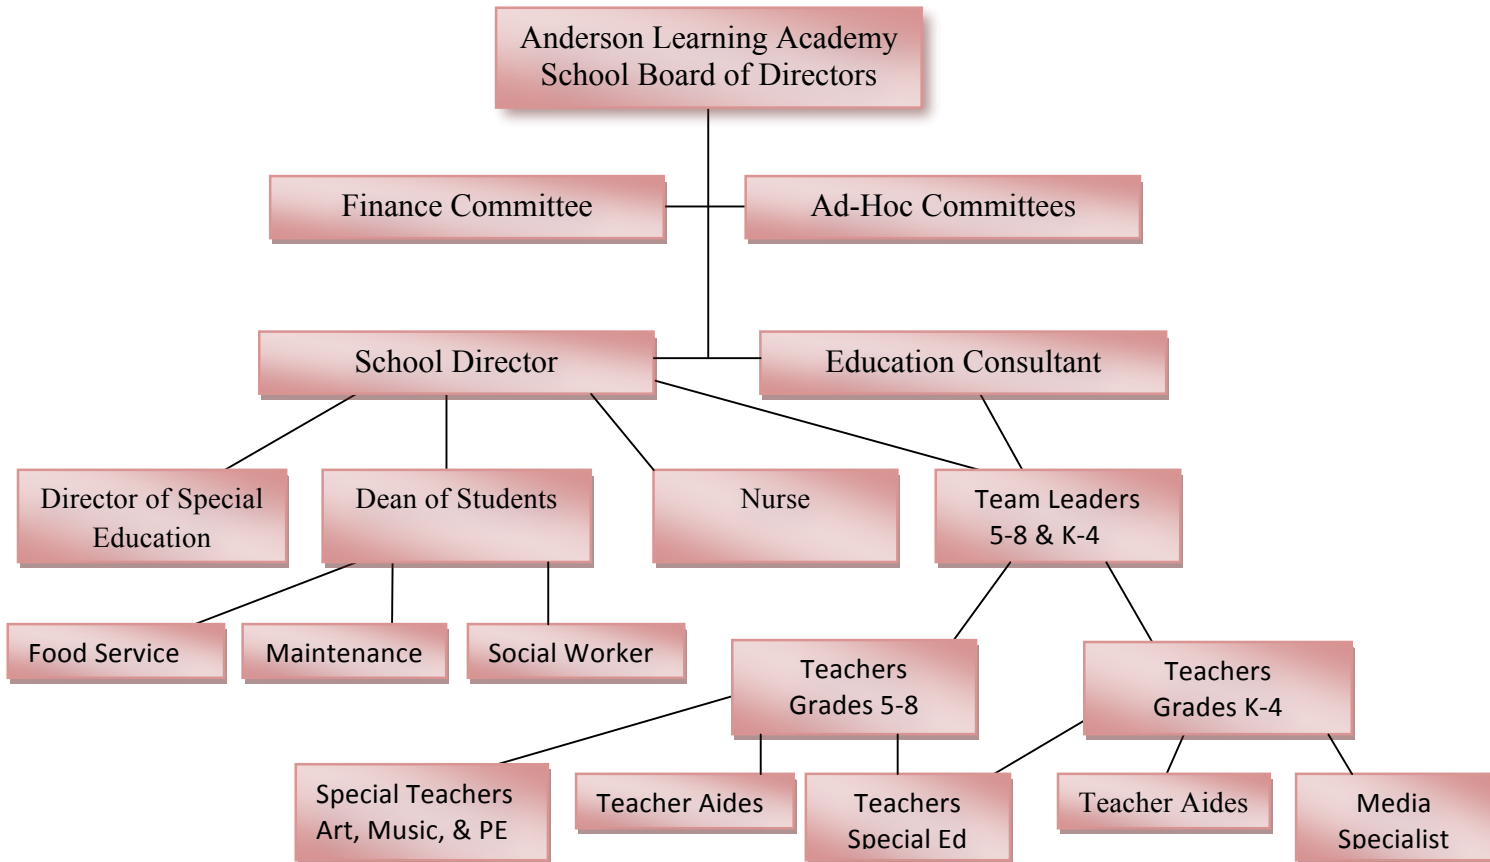 Anderson Learning Academy
School Board of Directors
Finance Committee
Ad-Hoc Committees
School Director
Education Consultant
Director of Special
Education
Dean of Students
Nurse
Team Leaders
5-8 & K-4
Food Service
Maintenance
Social Worker
Teachers
Grades 5-8
Teachers
Grades K-4
Special Teachers
Art, Music, & PE
Teacher Aides
Teachers
Special Ed
Teacher Aides
Media
Specialist